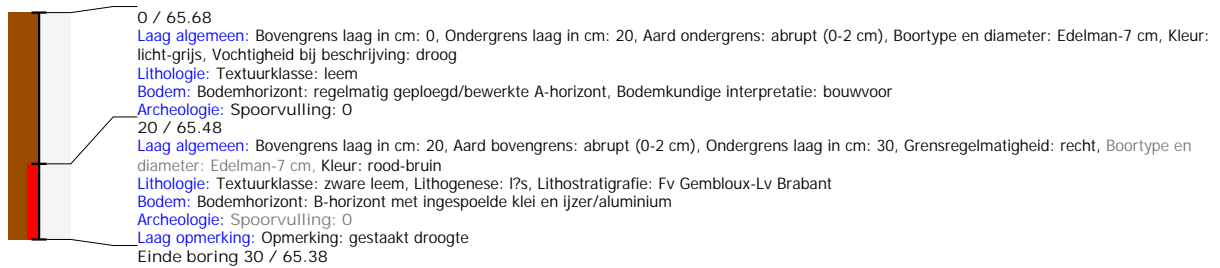 0 / 65.68
Laag algemeen: Bovengrens laag in cm: 0, Ondergrens laag in cm: 20, Aard ondergrens: abrupt (0-2 cm), Boortype en diameter: Edelman-7 cm, Kleur:
licht-grijs, Vochtigheid bij beschrijving: droog
Lithologie: Textuurklasse: leem
Bodem: Bodemhorizont: regelmatig geploegd/bewerkte A-horizont, Bodemkundige interpretatie: bouwvoor
Archeologie: Spoorvulling: 0
20 / 65.48
Laag algemeen: Bovengrens laag in cm: 20, Aard bovengrens: abrupt (0-2 cm), Ondergrens laag in cm: 30, Grensregelmatigheid: recht, Boortype en
diameter: Edelman-7 cm, Kleur: rood-bruin
Lithologie: Textuurklasse: zware leem, Lithogenese: l?s, Lithostratigrafie: Fv Gembloux-Lv Brabant
Bodem: Bodemhorizont: B-horizont met ingespoelde klei en ijzer/aluminium
Archeologie: Spoorvulling: 0
Laag opmerking: Opmerking: gestaakt droogte
Einde boring 30 / 65.38